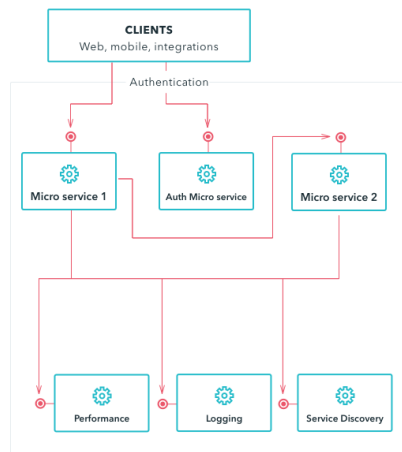 CLIENTS
Web, mobile, integrations
Authentication
Micro service 1
Auth Micro service
Micro service 2
Performance
Logging
Service Discovery